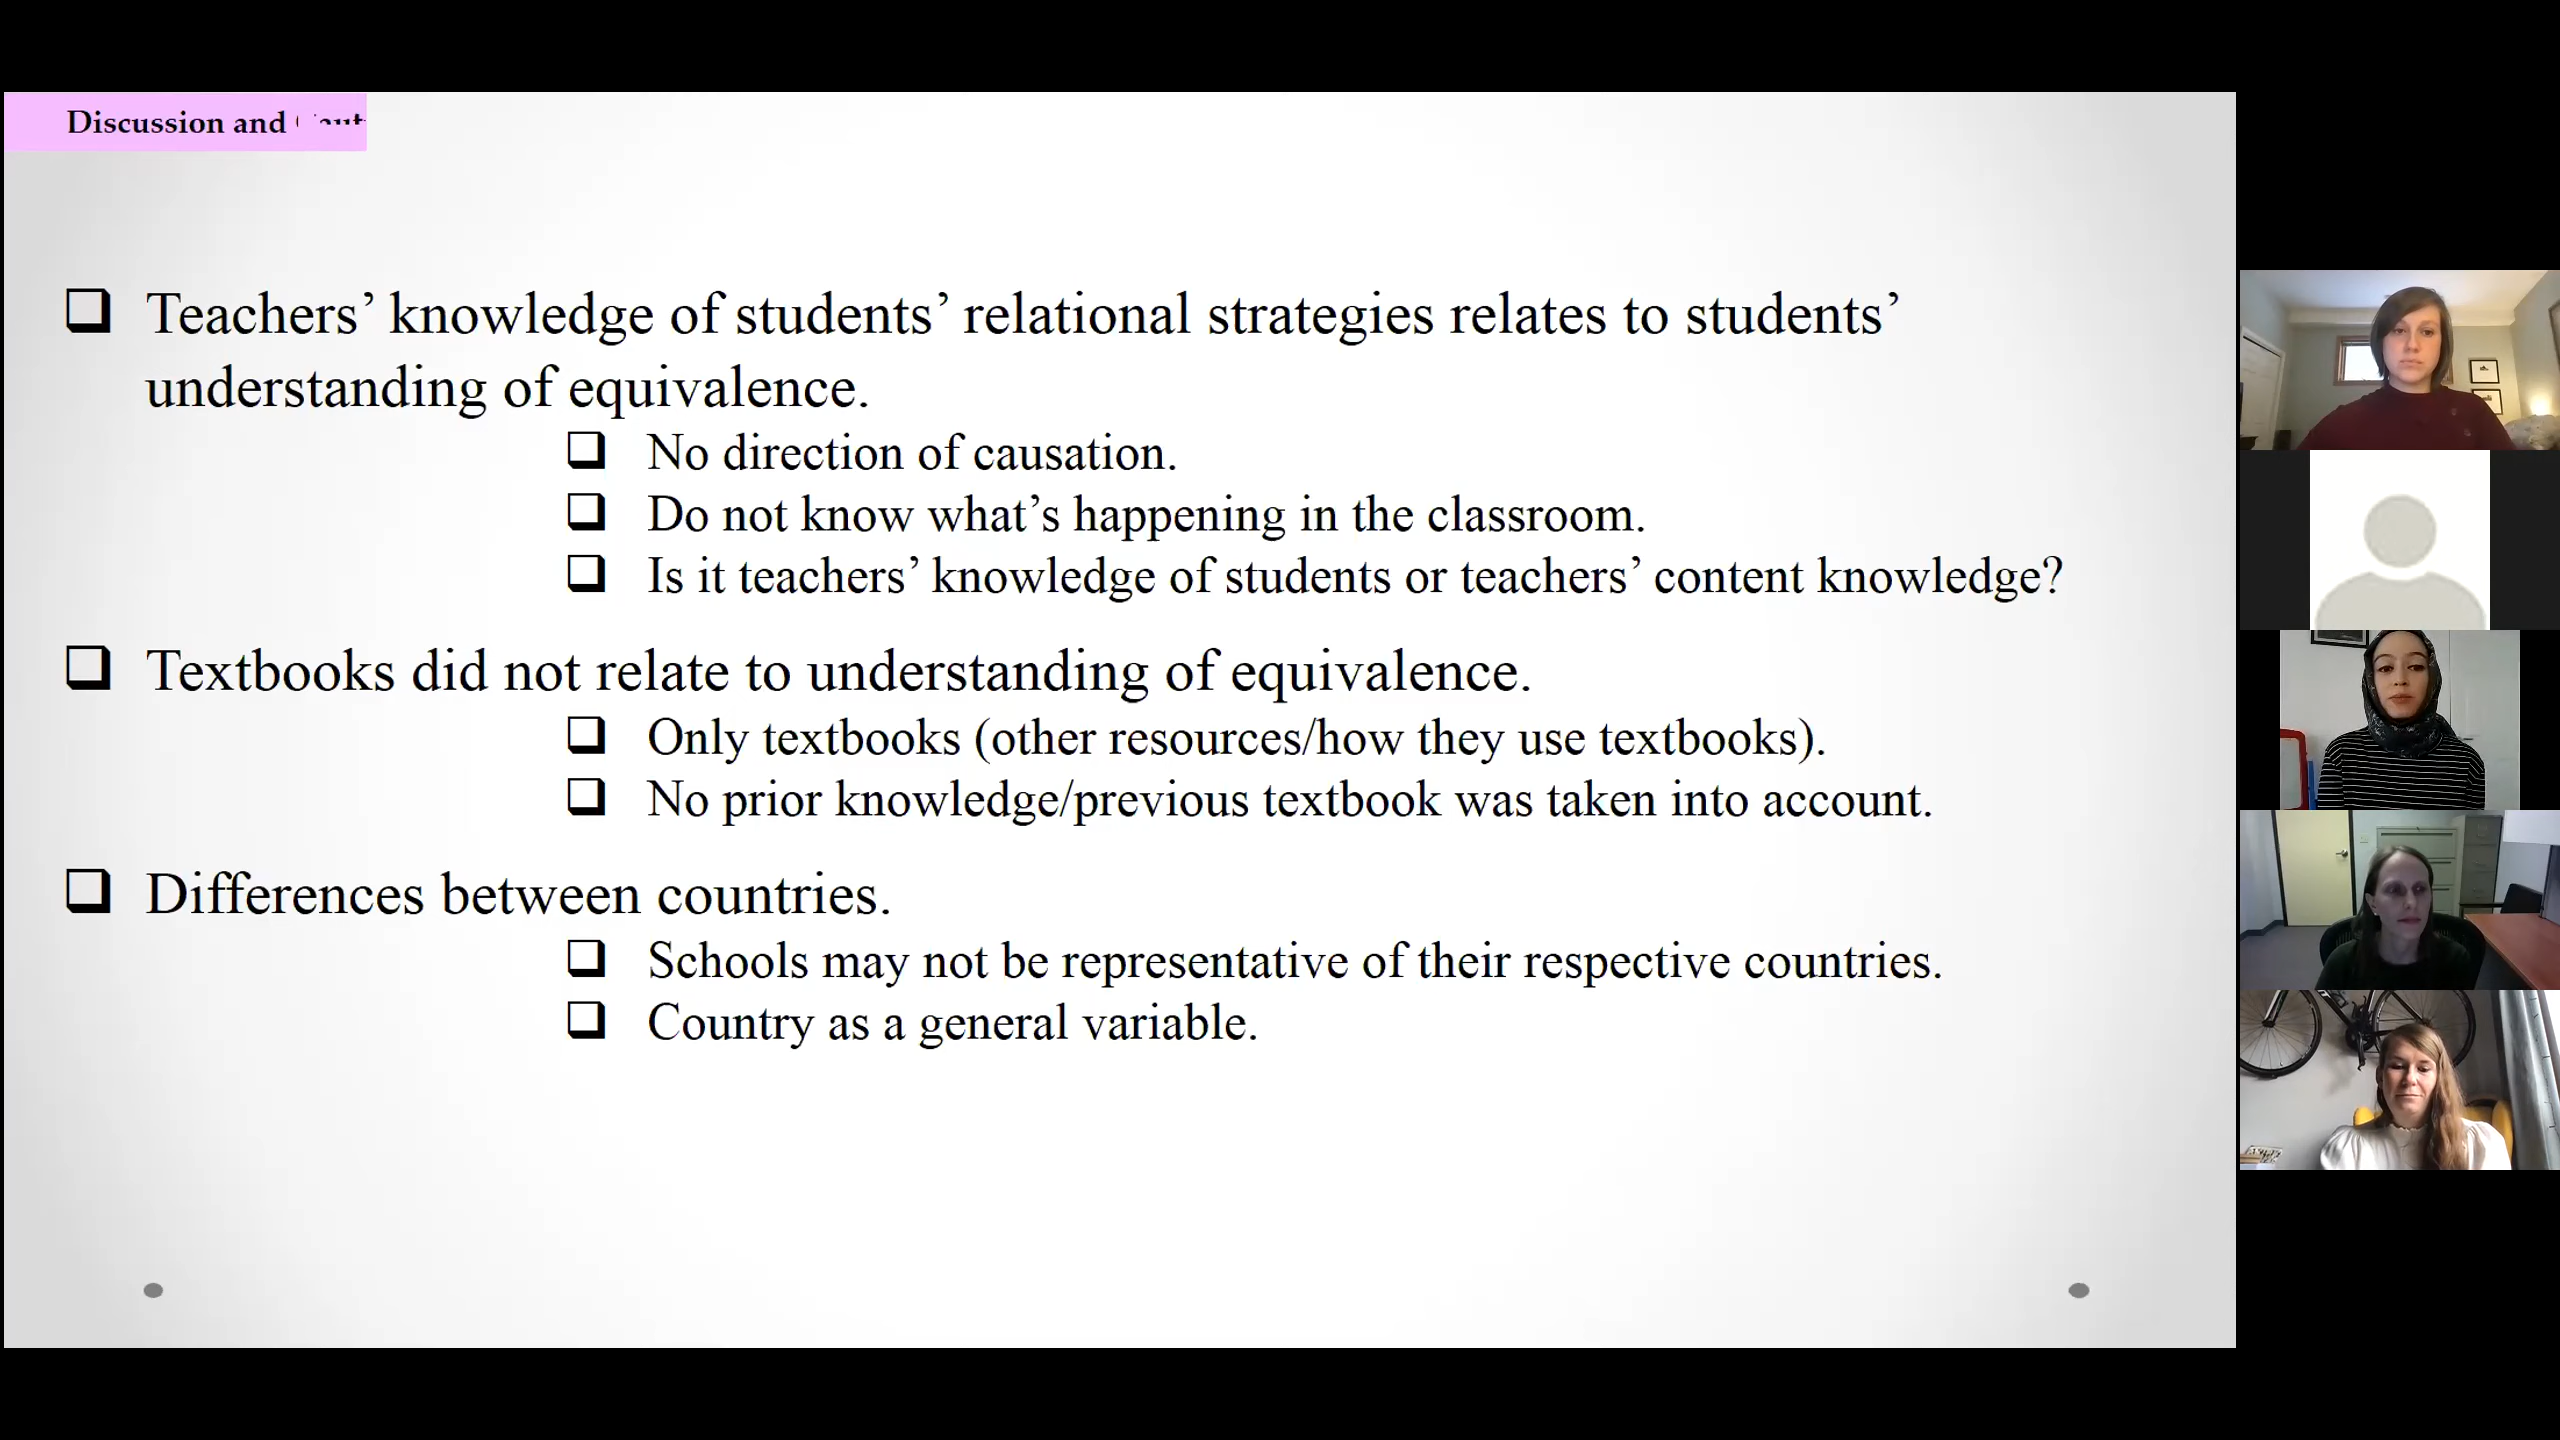 Discussion and
Teachers’ knowledge of students’ relational strategies relates to students’
understanding of equivalence.
No direction of causation.
Do not know what’s happening in the classroom.
Is it teachers’ knowledge of students or teachers’ content knowledge?
Textbooks did not relate to understanding of equivalence.
Only textbooks (other resources/how they use textbooks).
No prior knowledge/previous textbook was taken into account.
Differences between countries.
Schools may not be representative of their respective countries.
Country as a general variable.